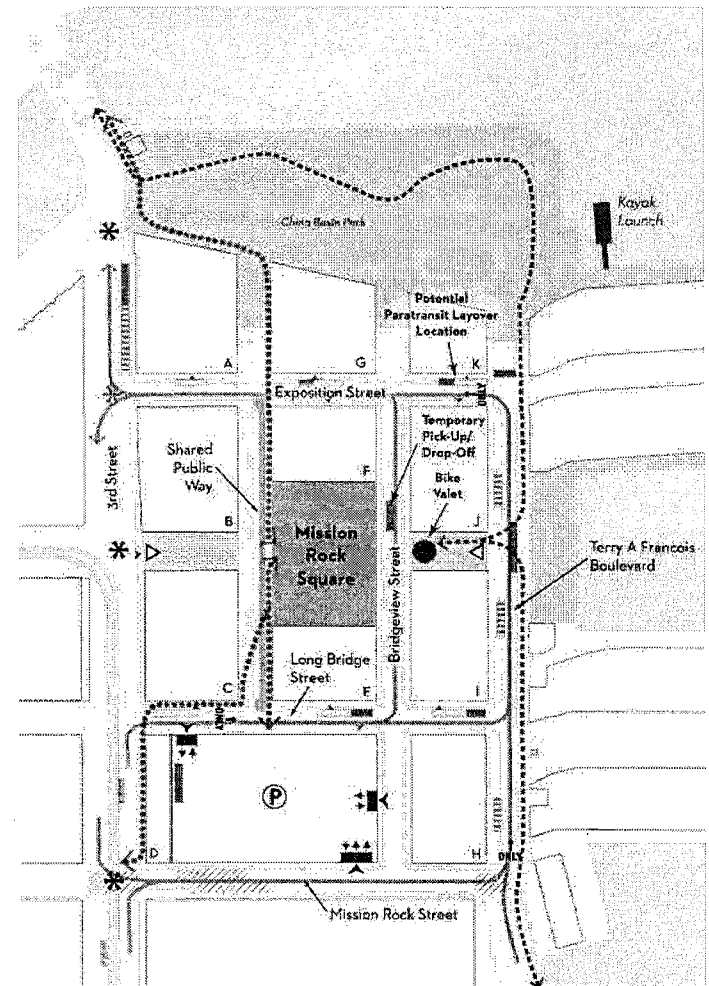 Kayak
Launch
China Basin Park
Potential
Paratransit Layover
Location
A
G
K
Exposition Street
ONLY
Temporary
Pick-Up/
Drop-Off
Shared
Public
Way
3rd Street
F
Bike
Valet
B
J
Mission
Rock
Square
Bridgeview Street
Terry A Francois
Boulevard
Long Bridge
Street
C
E
I
ONLY
P
D
H
ONLY
Mission Rock Street